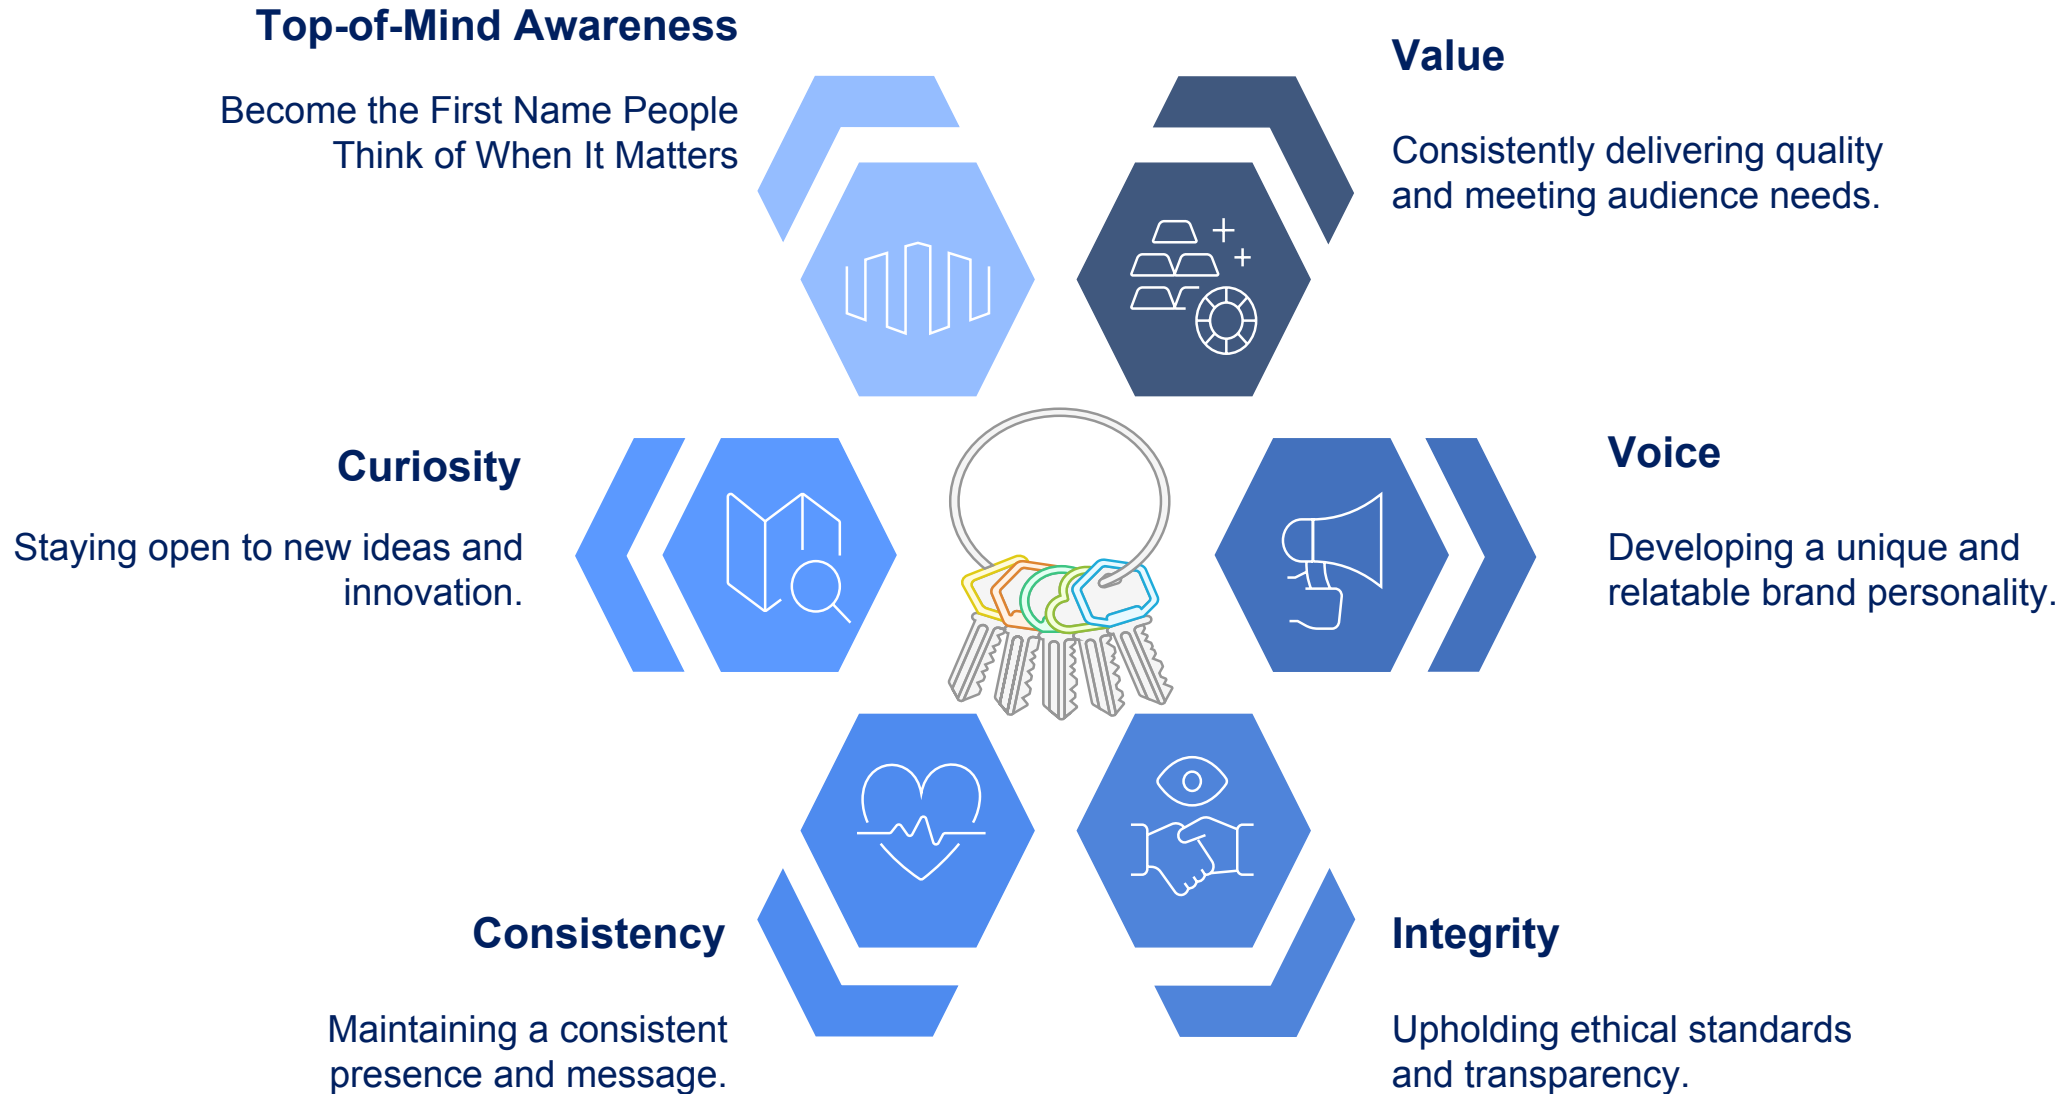 Top-of-Mind Awareness
Become the First Name People
Think of When It Matters
Value
Consistently delivering quality
and meeting audience needs.
Curiosity
Staying open to new ideas and
innovation.
Voice
Developing a unique and
relatable brand personality.
Consistency
Maintaining a consistent
presence and message.
Integrity
Upholding ethical standards
and transparency.